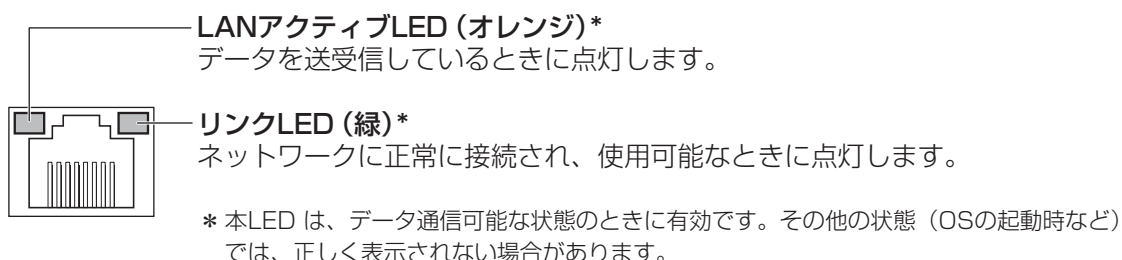 LANアクティブLED（オレンジ）*
データを送受信しているときに点灯します。
リンクLED（緑）*
ネットワークに正常に接続され、使用可能なときに点灯します。
* 本LED は、データ通信可能な状態のときに有効です。その他の状態（OSの起動時など）
では、正しく表示されない場合があります。